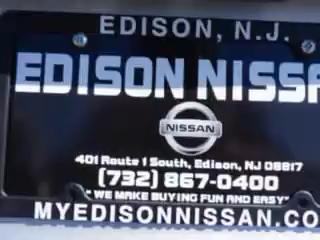 EDISON, N.J.
EDISON NISSA
NISSAN
401 Route 1 South, Edison, NJ 08817
(732) 867-0400
"WE MAKE BUYING FUN AND EASY"
MYEDISONNISSAN.CO